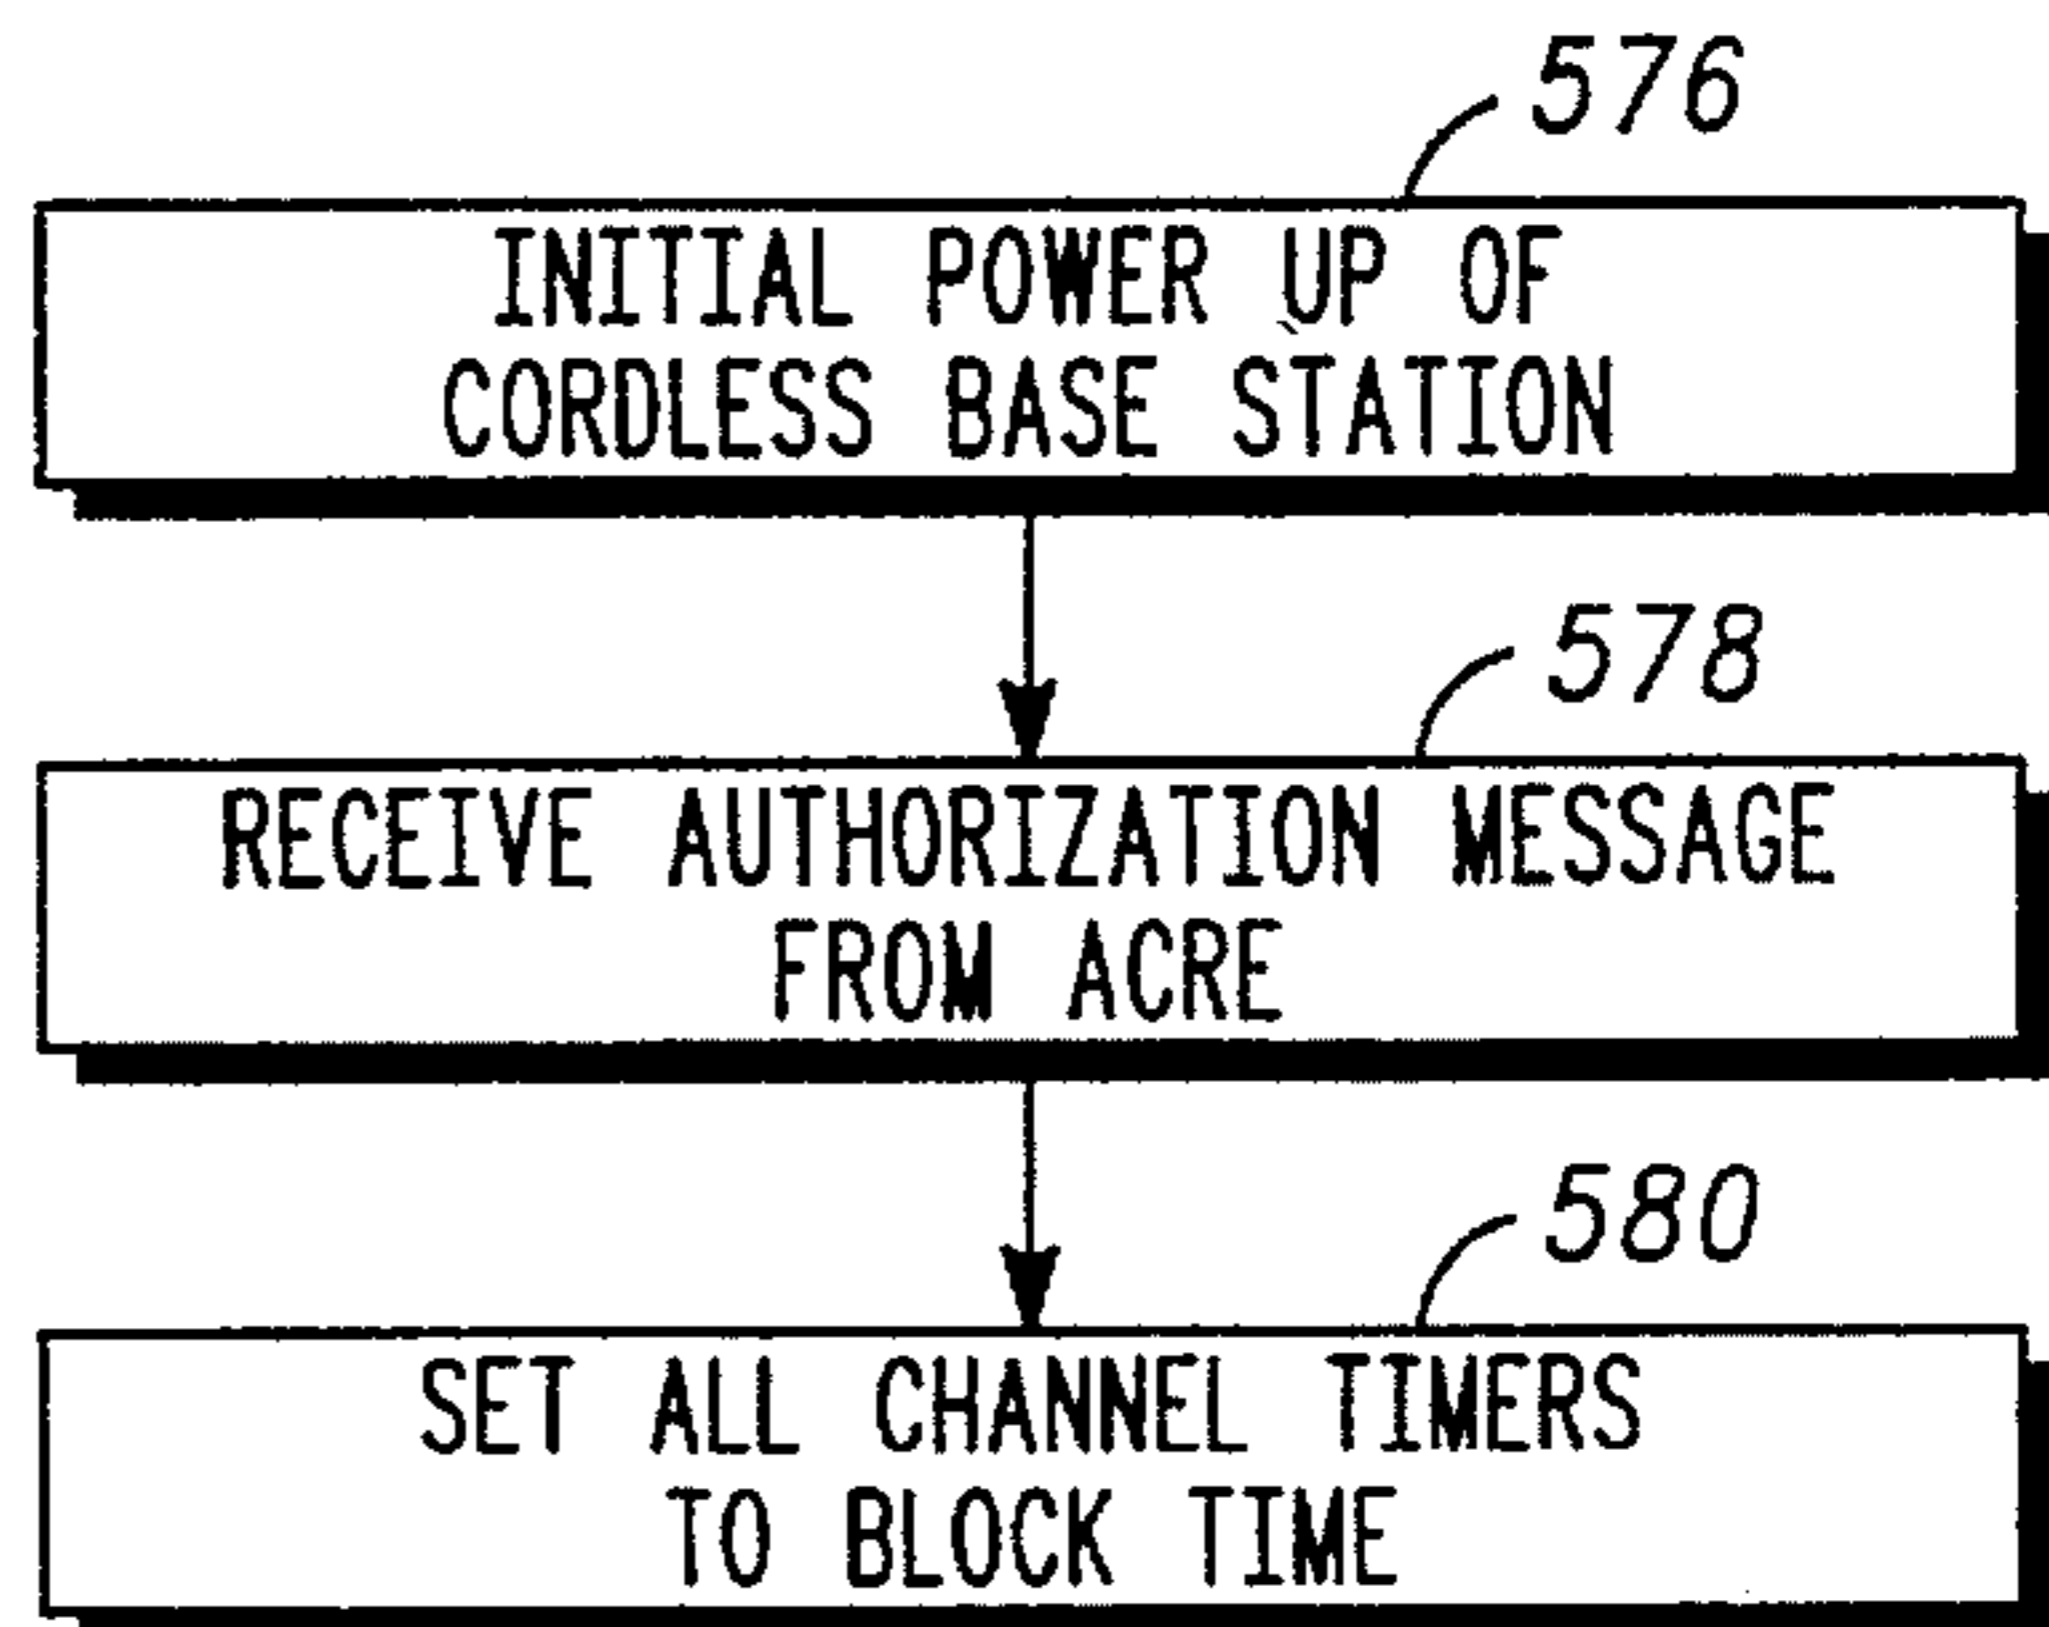 576
INITIAL POWER UP OF
CORDLESS BASE STATION
578
RECEIVE AUTHORIZATION MESSAGE
FROM ACRE
580
SET ALL CHANNEL TIMERS
TO BLOCK TIME